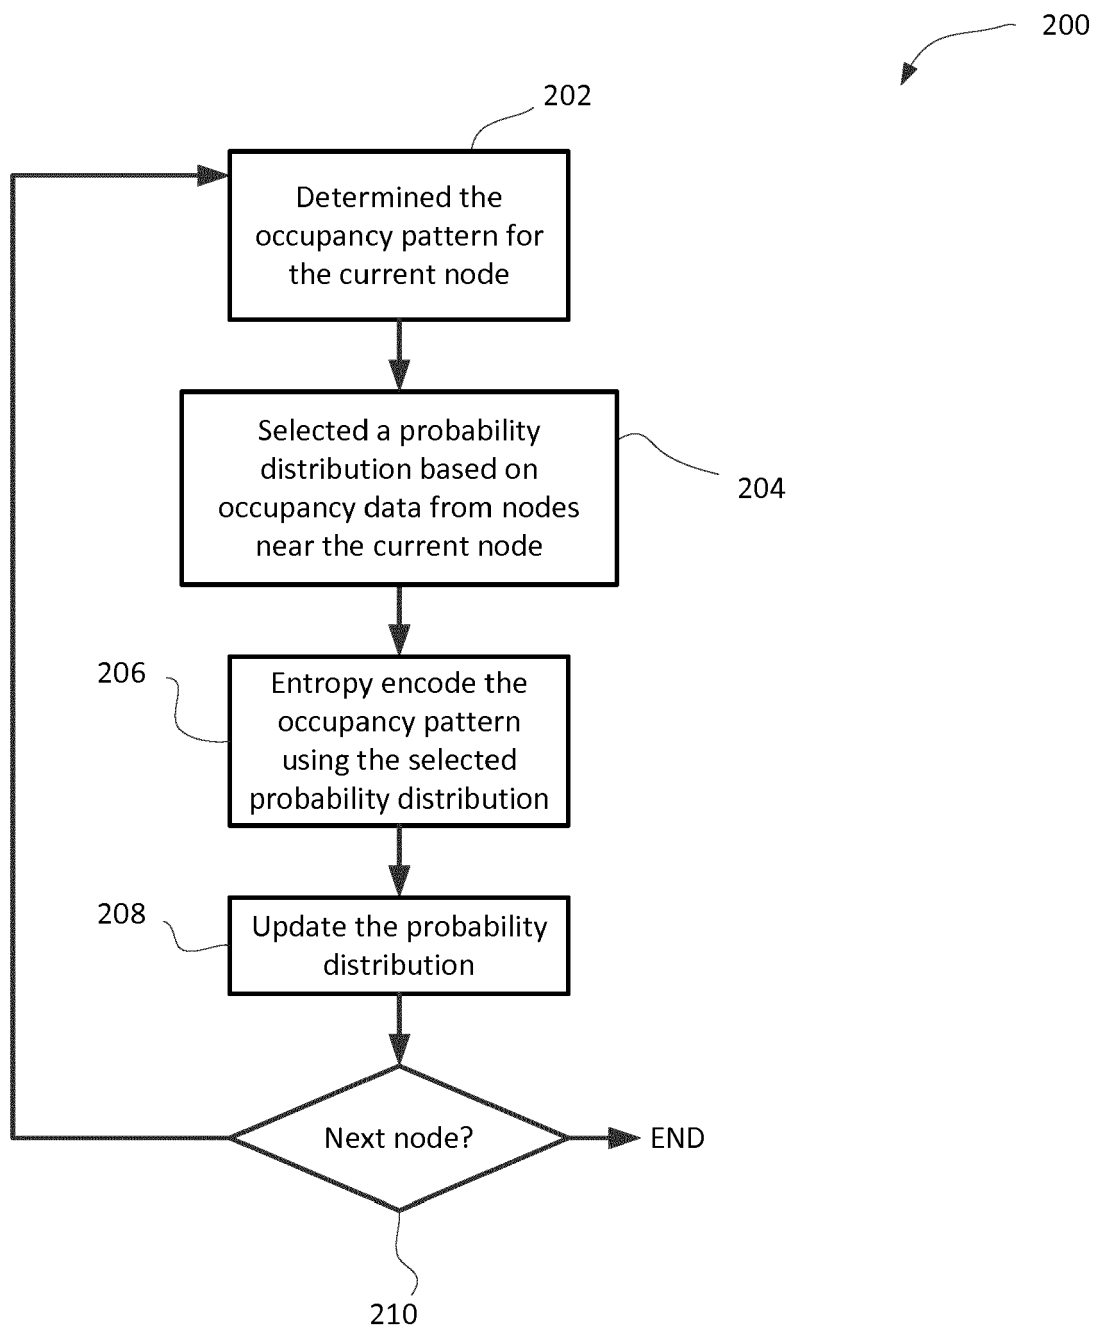 200
202
Determined the
occupancy pattern for
the current node
Selected a probability
distribution based on
occupancy data from nodes
near the current node
204
206
Entropy encode the
occupancy pattern
using the selected
probability distribution
208
Update the probability
distribution
Next node?
END
210